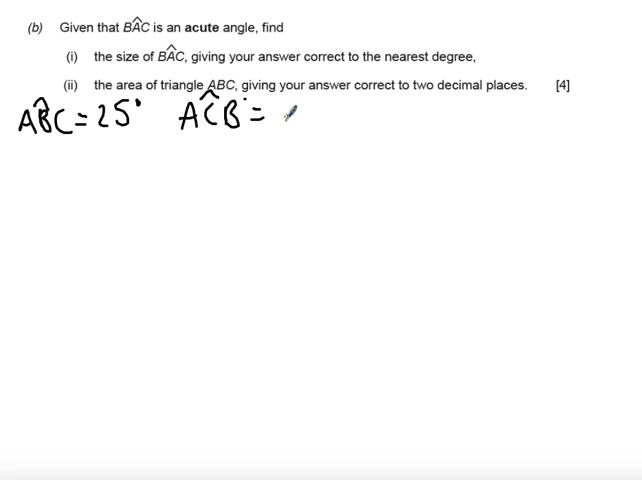 (b) Given that BÂC is an acute angle, find
(i) the size of BÂC, giving your answer correct to the nearest degree,
(ii) the area of triangle ABC, giving your answer correct to two decimal places. [4]
AB̂C = 25° AĈB =